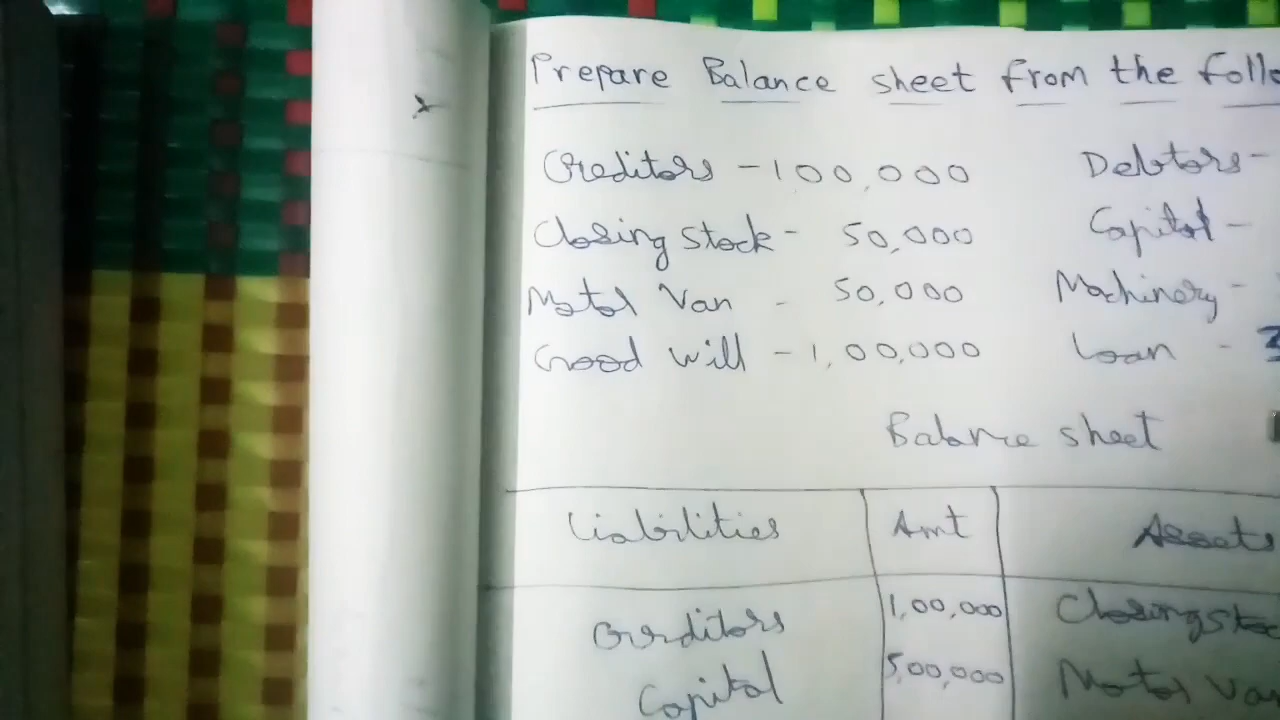 Prepare Balance sheet from the follo
Creditors - 100,000 Debtors -
Closing stock - 50,000 Capital -
Motor Van - 50,000 Machinery -
Good will - 1,00,000 Loan - 3
Balance sheet
Liabilities Amt Assets
Creditors 1,00,000 Closing stoc
Capital 5,00,000 Motor Van